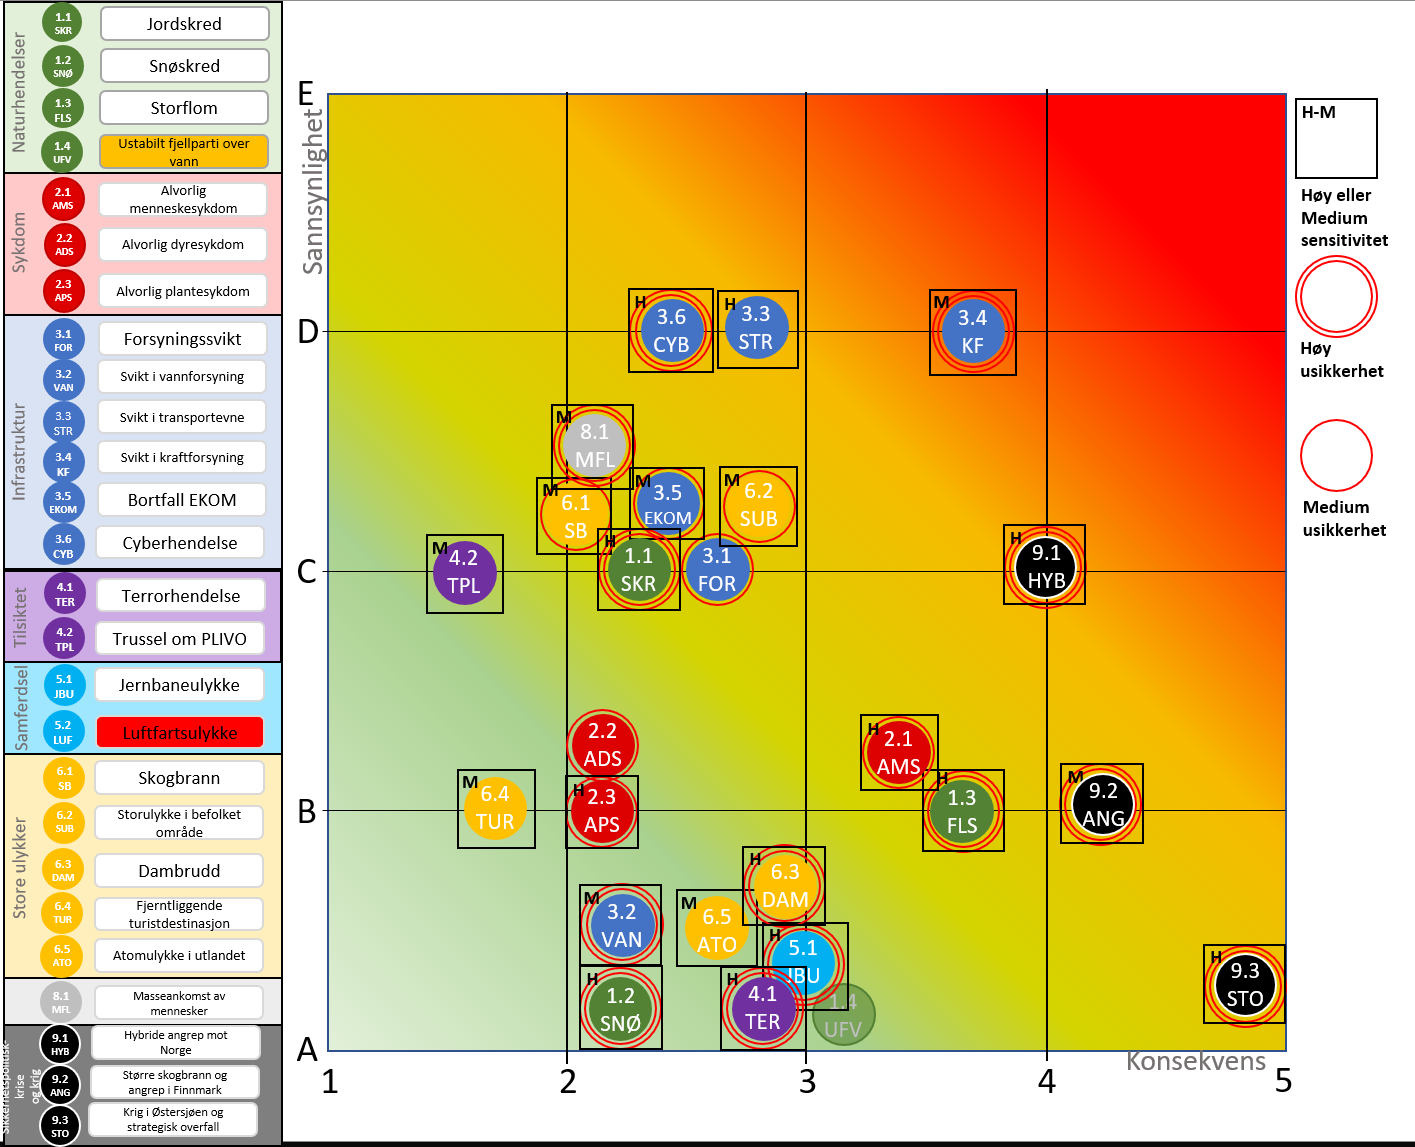 Naturhendelser
1.1
SKR
Jordskred
1.2
SNØ
Snøskred
1.3
FLS
Storflom
1.4
UFV
Ustabilt fjellparti over
vann
Sykdom
2.1
AMS
Alvorlig
menneskesykdom
2.2
ADS
Alvorlig dyresykdom
2.3
APS
Alvorlig plantesykdom
Infrastruktur
3.1
FOR
Forsyningssvikt
3.2
VAN
Svikt i vannforsyning
3.3
STR
Svikt i transportevne
3.4
KF
Svikt i kraftforsyning
3.5
EKOM
Bortfall EKOM
3.6
CYB
Cyberhendelse
Tilsiktet
4.1
TER
Terrorhendelse
4.2
TPL
Trussel om PLIVO
Samferdsel
5.1
JBU
Jernbaneulykke
5.2
LUF
Luftfartsulykke
Store ulykker
6.1
SB
Skogbrann
6.2
SUB
Storulykke i befolket
område
6.3
DAM
Dambrudd
6.4
TUR
Fjerntliggende
turistdestinasjon
6.5
ATO
Atomulykke i utlandet
8.1
MFL
Masseankomst av
mennesker
Sikkerhetspolitisk
krise
og krig
9.1
HYB
Hybride angrep mot
Norge
9.2
ANG
Større skogbrann og
angrep i Finnmark
9.3
STO
Krig i Østersjøen og
strategisk overfall
E
Sannsynlighet
D
C
B
A
H
3.6
CYB
H
3.3
STR
M
3.4
KF
M
8.1
MFL
M
6.1
SB
M
3.5
EKOM
M
6.2
SUB
M
4.2
TPL
H
1.1
SKR
3.1
FOR
H
9.1
HYB
2.2
ADS
H
2.1
AMS
M
6.4
TUR
H
2.3
APS
H
1.3
FLS
M
9.2
ANG
H
6.3
DAM
M
3.2
VAN
M
6.5
ATO
H
5.1
JBU
H
9.3
STO
H
1.2
SNØ
H
4.1
TER
1.4
UFV
Konsekvens
1
2
3
4
5
H-M
Høy eller
Medium
sensitivitet
Høy
usikkerhet
Medium
usikkerhet